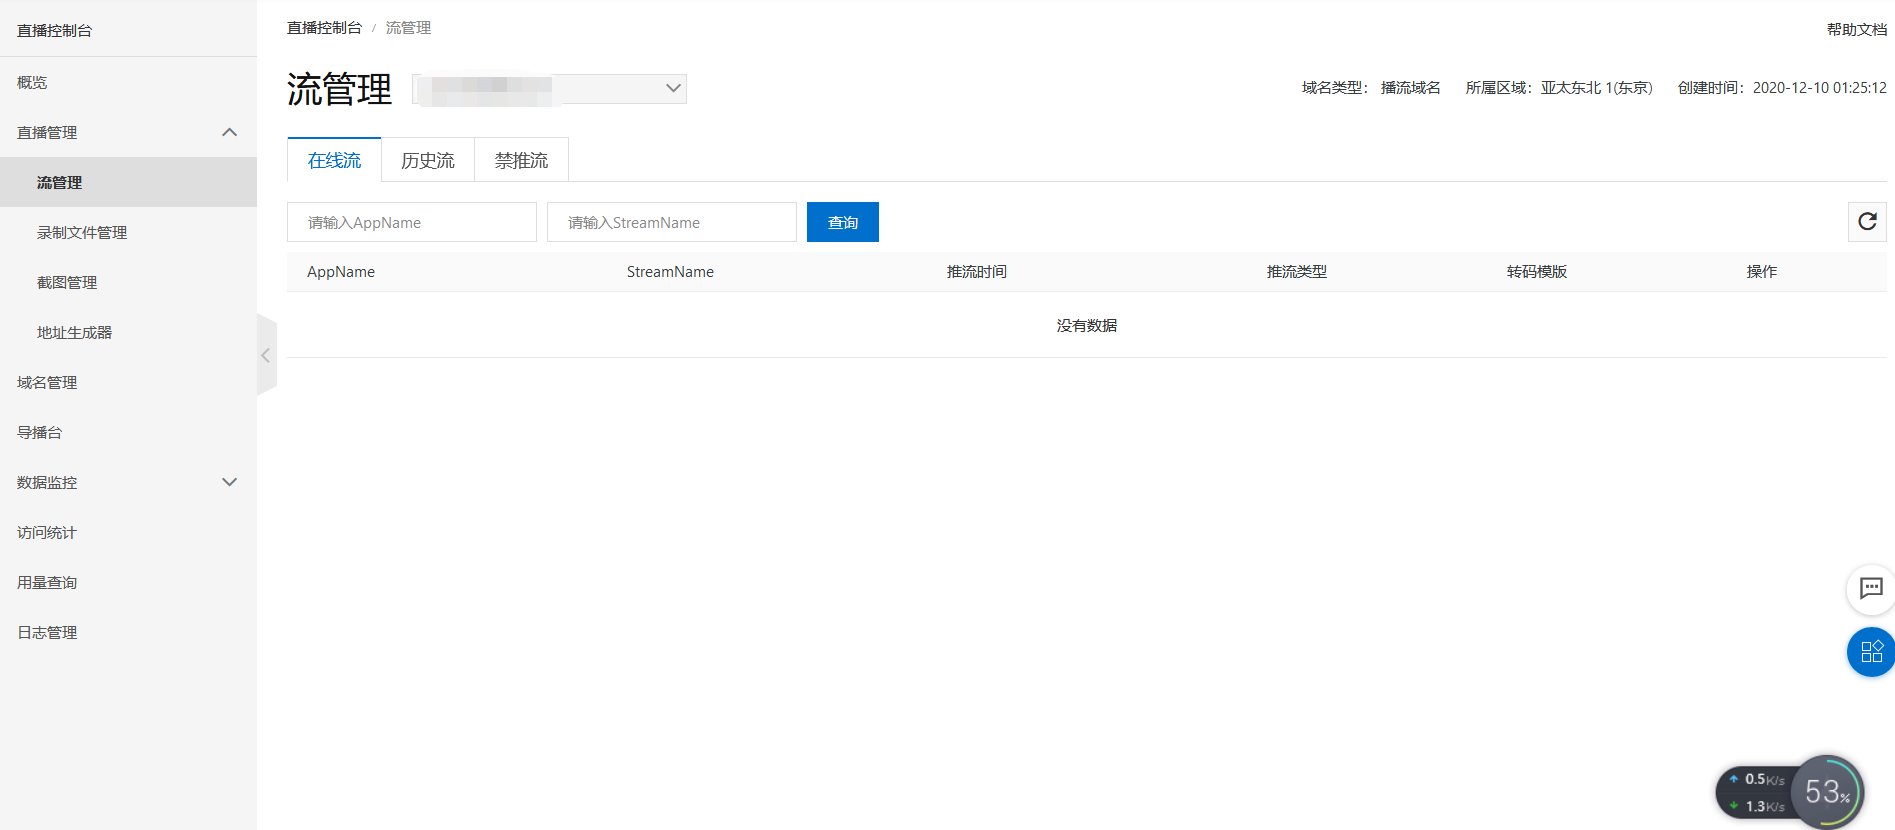 直播控制台
概览
直播管理
流管理
录制文件管理
截图管理
地址生成器
域名管理
导播台
数据监控
访问统计
用量查询
日志管理
直播控制台 / 流管理
帮助文档
流管理
域名类型： 播流域名 所属区域：亚太东北 1(东京) 创建时间：2020-12-10 01:25:12
在线流 历史流 禁推流
请输入AppName 请输入StreamName 查询
AppName StreamName 推流时间 推流类型 转码模版 操作
没有数据
0.5K/s
1.3K/s
53%